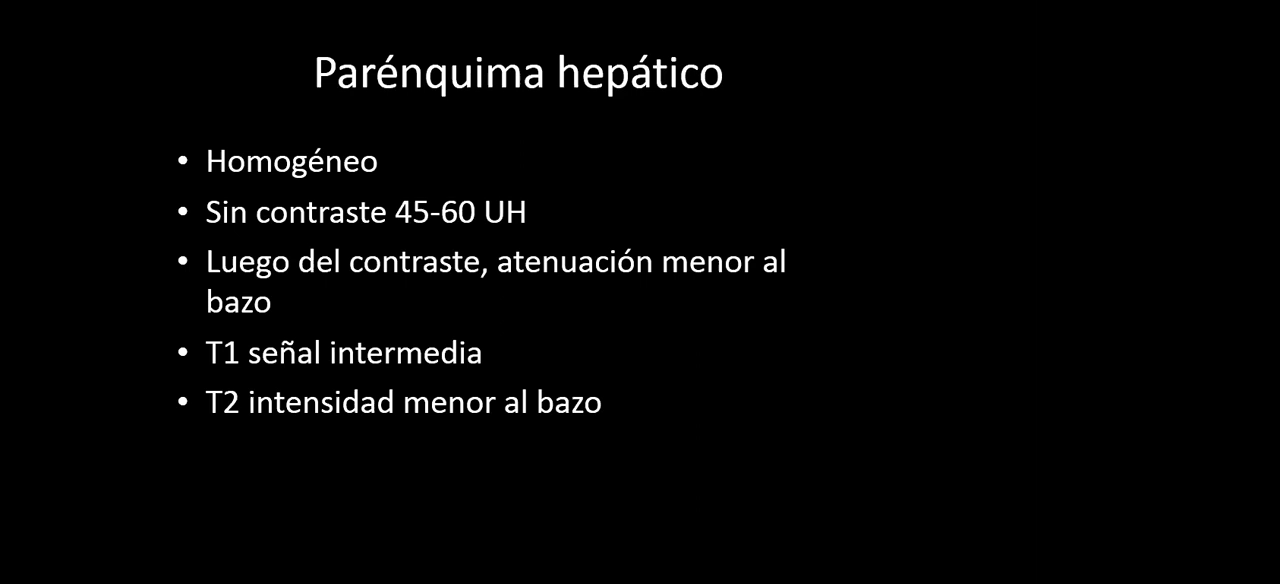 Parénquima hepático
• Homogéneo
• Sin contraste 45-60 UH
• Luego del contraste, atenuación menor al
bazo
• T1 señal intermedia
• T2 intensidad menor al bazo